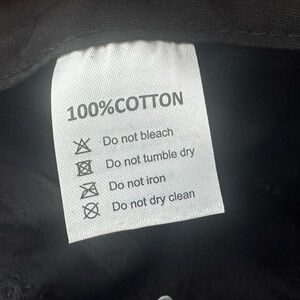 100%COTTON
Do not bleach
Do not tumble dry
Do not iron
Do not dry clean